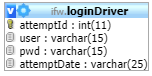 ifw.loginDriver
attemptId : int(11)
user : varchar(15)
pwd : varchar(15)
attemptDate : varchar(25)